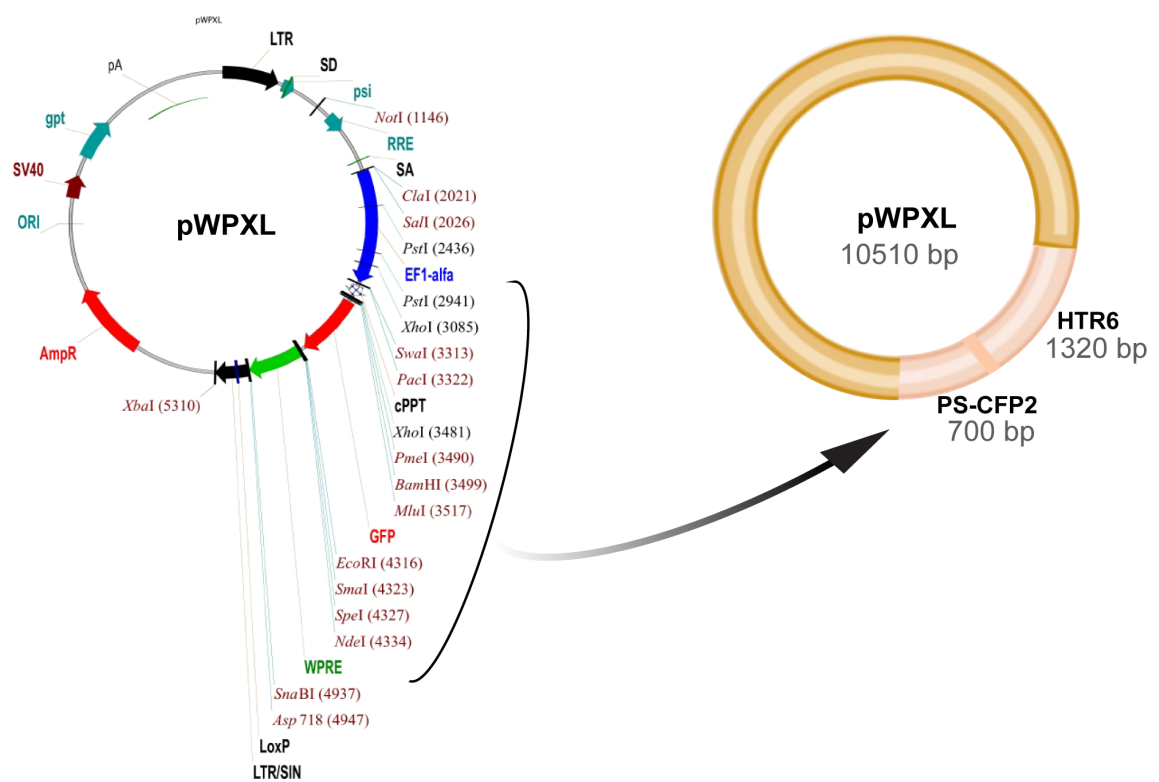 pWPXL
LTR
SD
pA
psi
NotI (1146)
gpt
RRE
SA
SV40
ClaI (2021)
ORI
SalI (2026)
pWPXL
PstI (2436)
EF1-alfa
PstI (2941)
XhoI (3085)
AmpR
SwaI (3313)
PacI (3322)
XbaI (5310)
cPPT
XhoI (3481)
PmeI (3490)
BamHI (3499)
MluI (3517)
GFP
EcoRI (4316)
SmaI (4323)
SpeI (4327)
NdeI (4334)
WPRE
SnaBI (4937)
Asp 718 (4947)
LoxP
LTR/SIN
pWPXL
10510 bp
HTR6
1320 bp
PS-CFP2
700 bp